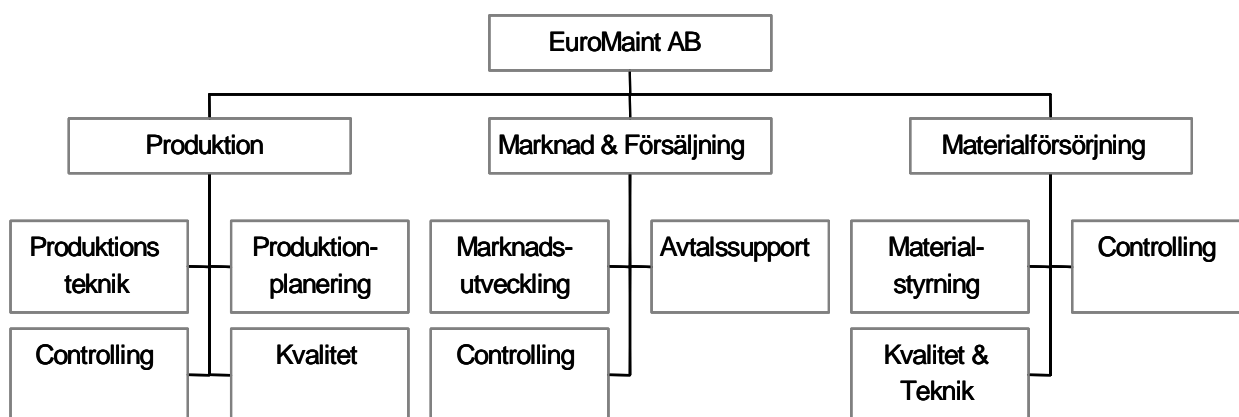 EuroMaint AB
Produktion
Marknad & Försäljning
Materialförsörjning
Produktions
teknik
Produktion-
planering
Marknads-
utveckling
Avtalssupport
Material-
styrning
Controlling
Controlling
Kvalitet
Controlling
Kvalitet &
Teknik